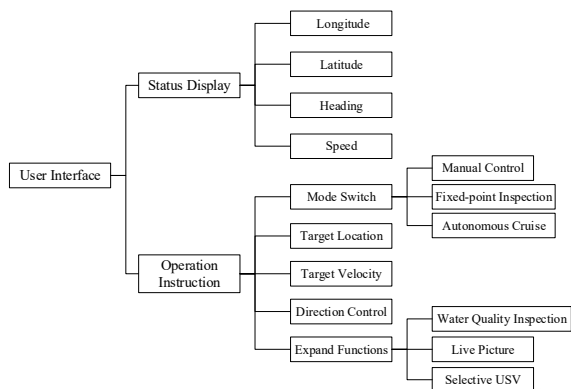 Longitude
Latitude
Status Display
Heading
Speed
User Interface
Manual Control
Mode Switch
Fixed-point Inspection
Autonomous Cruise
Target Location
Operation
Instruction
Target Velocity
Direction Control
Water Quality Inspection
Expand Functions
Live Picture
Selective USV